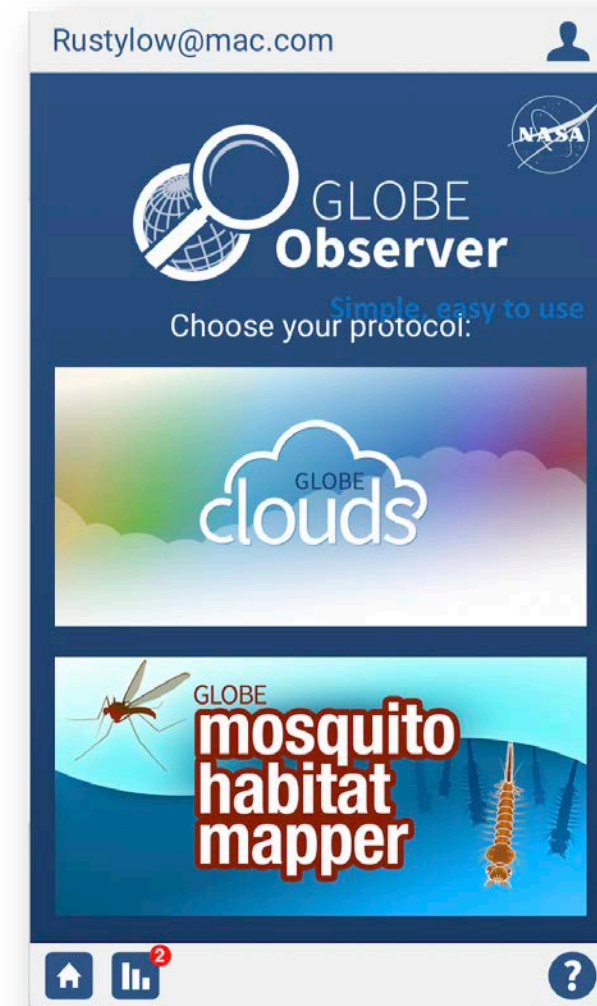 Rustylow@mac.com
NASA
GLOBE
Observer
Simple, easy to use
Choose your protocol:
GLOBE
clouds
GLOBE
mosquito
habitat
mapper
2
?